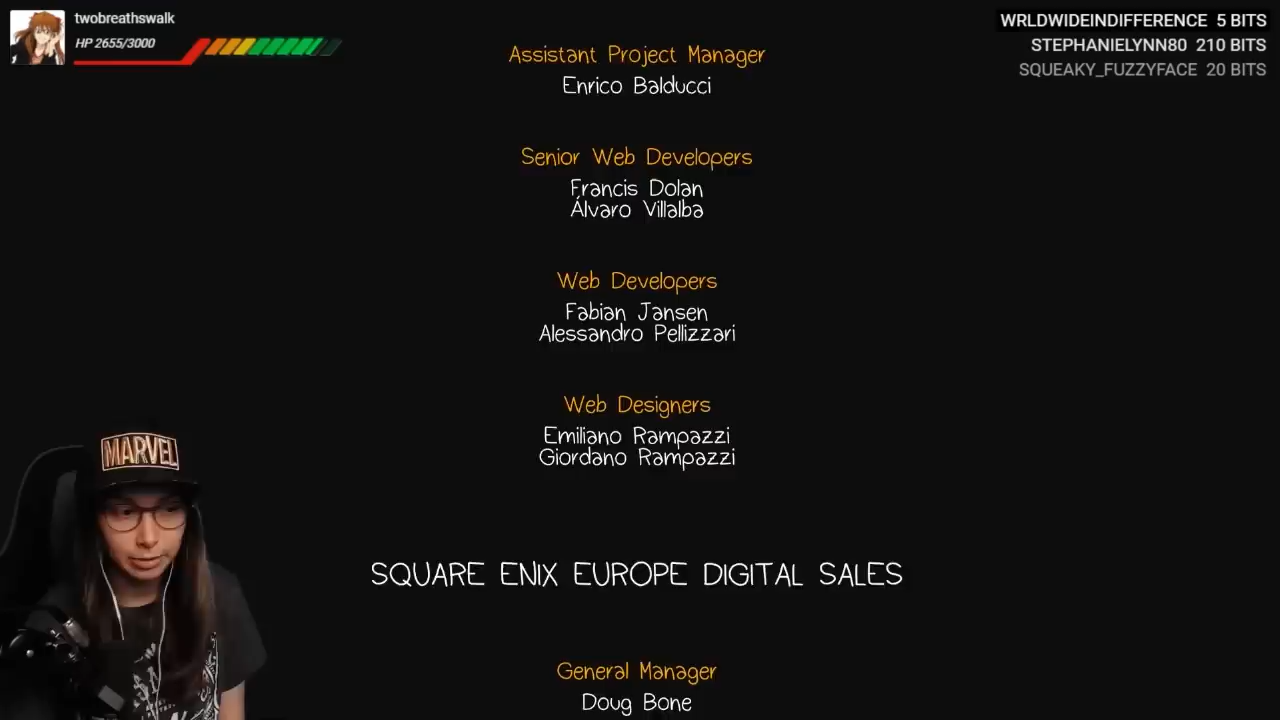 twobreathswalk
HP 2655/3000
WRLDWIDEINDIFFERENCE 5 BITS
STEPHANIELYNN80 210 BITS
SQUEAKY_FUZZYFACE 20 BITS
Assistant Project Manager
Enrico Balducci
Senior Web Developers
Francis Dolan
Álvaro Villalba
Web Developers
Fabian Jansen
Alessandro Pellizzari
Web Designers
Emiliano Rampazzi
Giordano Rampazzi
SQUARE ENIX EUROPE DIGITAL SALES
General Manager
Doug Bone
MARVEL